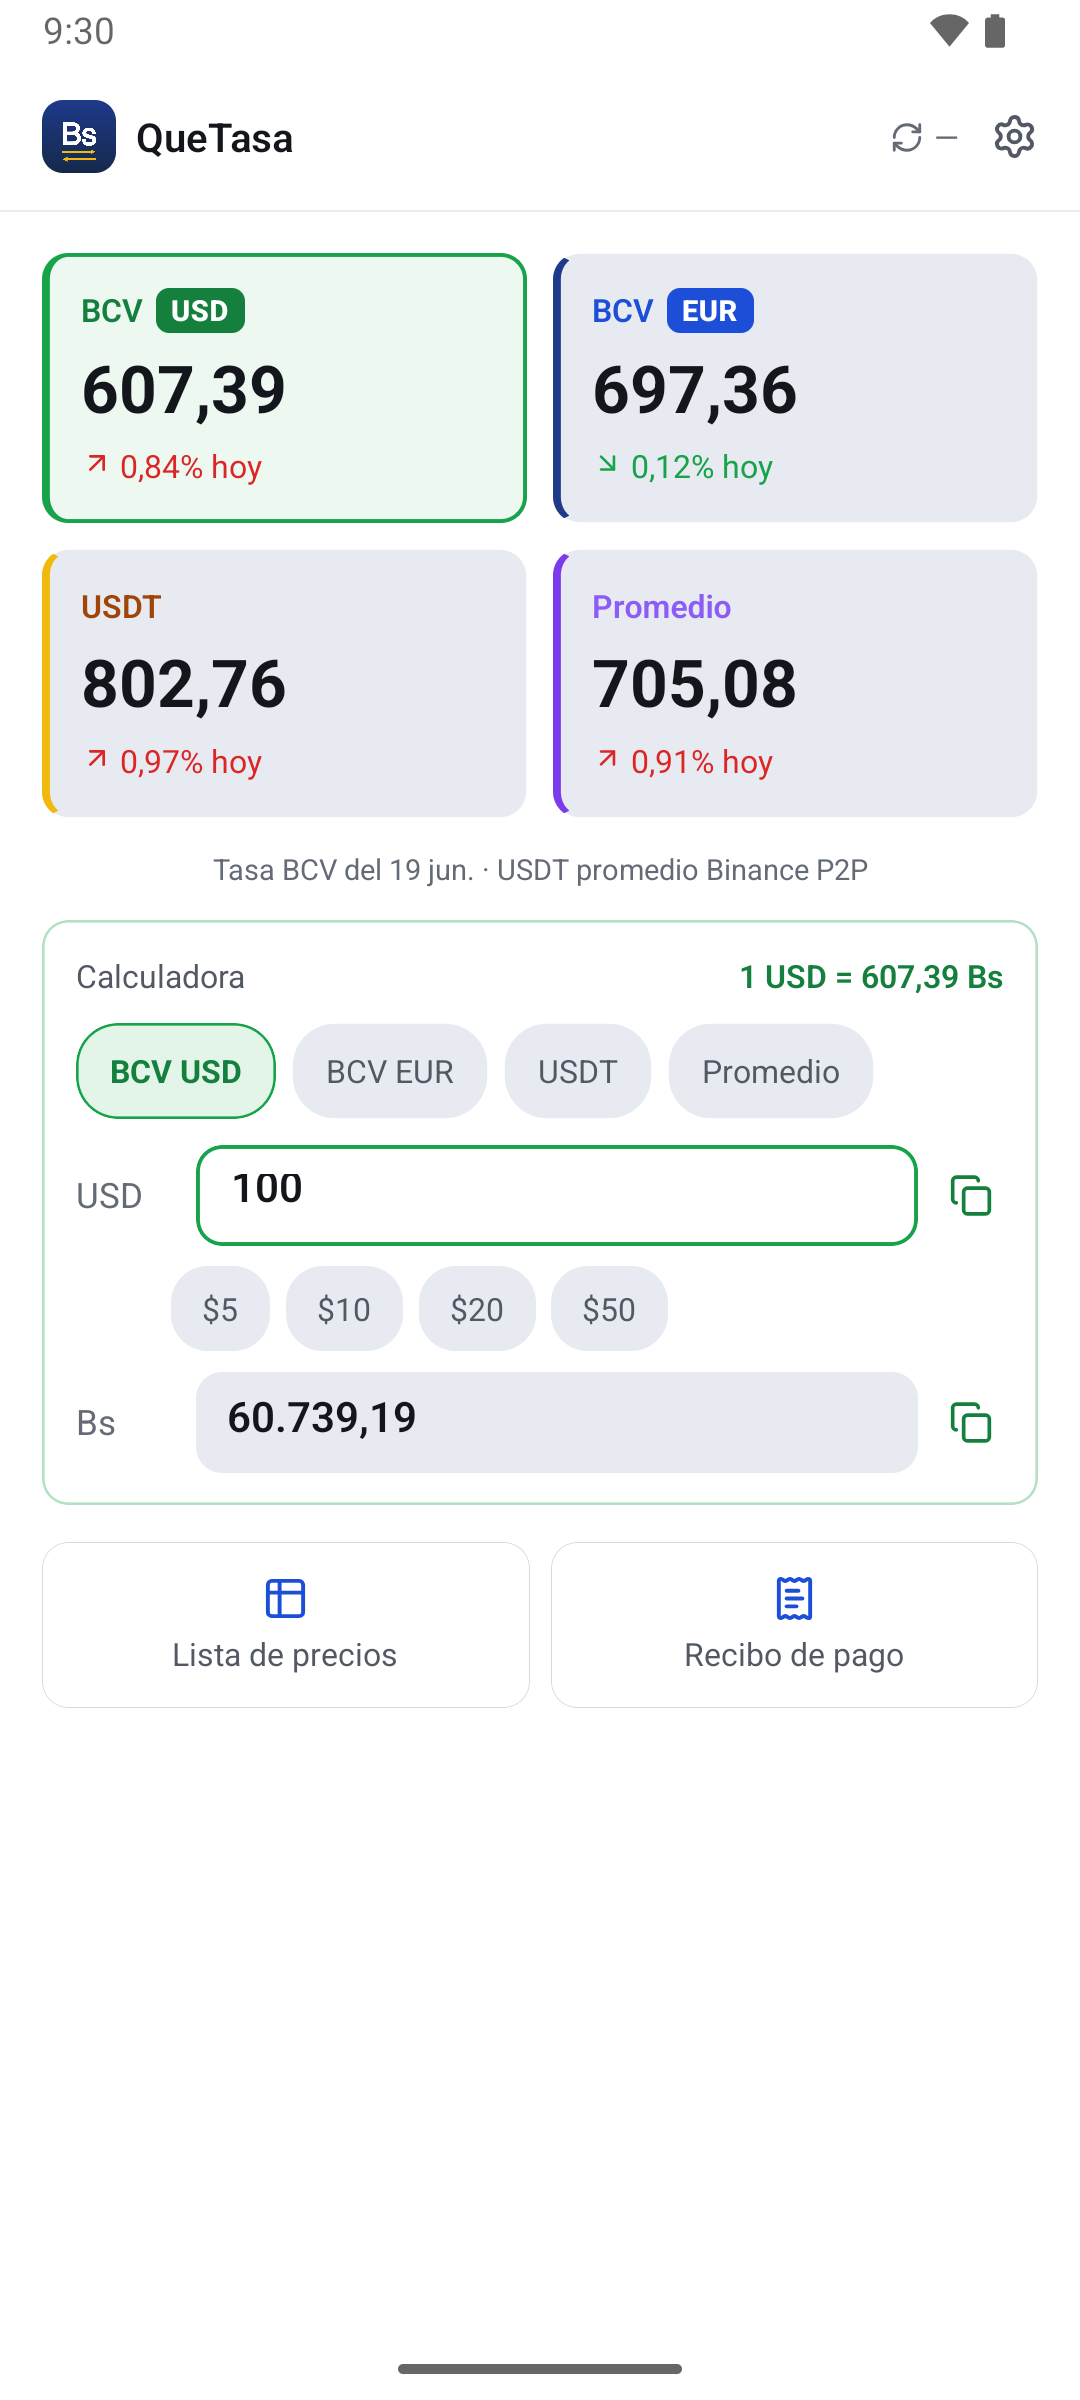 9:30
Bs
QueTasa
—
BCV USD
607,39
↗ 0,84% hoy
BCV EUR
697,36
↘ 0,12% hoy
USDT
802,76
↗ 0,97% hoy
Promedio
705,08
↗ 0,91% hoy
Tasa BCV del 19 jun. · USDT promedio Binance P2P
Calculadora
1 USD = 607,39 Bs
BCV USD
BCV EUR
USDT
Promedio
USD
100
$5
$10
$20
$50
Bs
60.739,19
Lista de precios
Recibo de pago